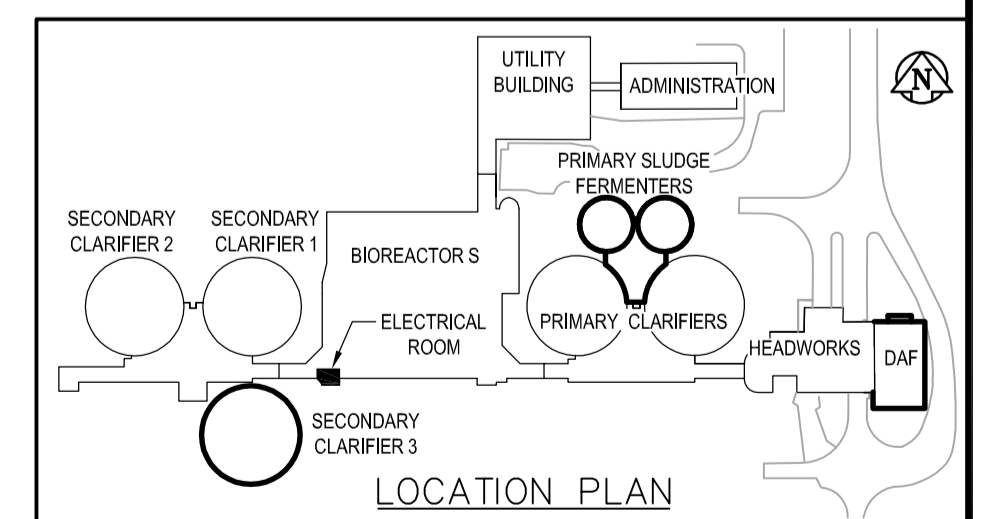 UTILITY
BUILDING
ADMINISTRATION
N
PRIMARY SLUDGE
FERMENTERS
SECONDARY
CLARIFIER 2
SECONDARY
CLARIFIER 1
BIOREACTOR S
ELECTRICAL
ROOM
PRIMARY CLARIFIERS
HEADWORKS
DAF
SECONDARY
CLARIFIER 3
LOCATION PLAN